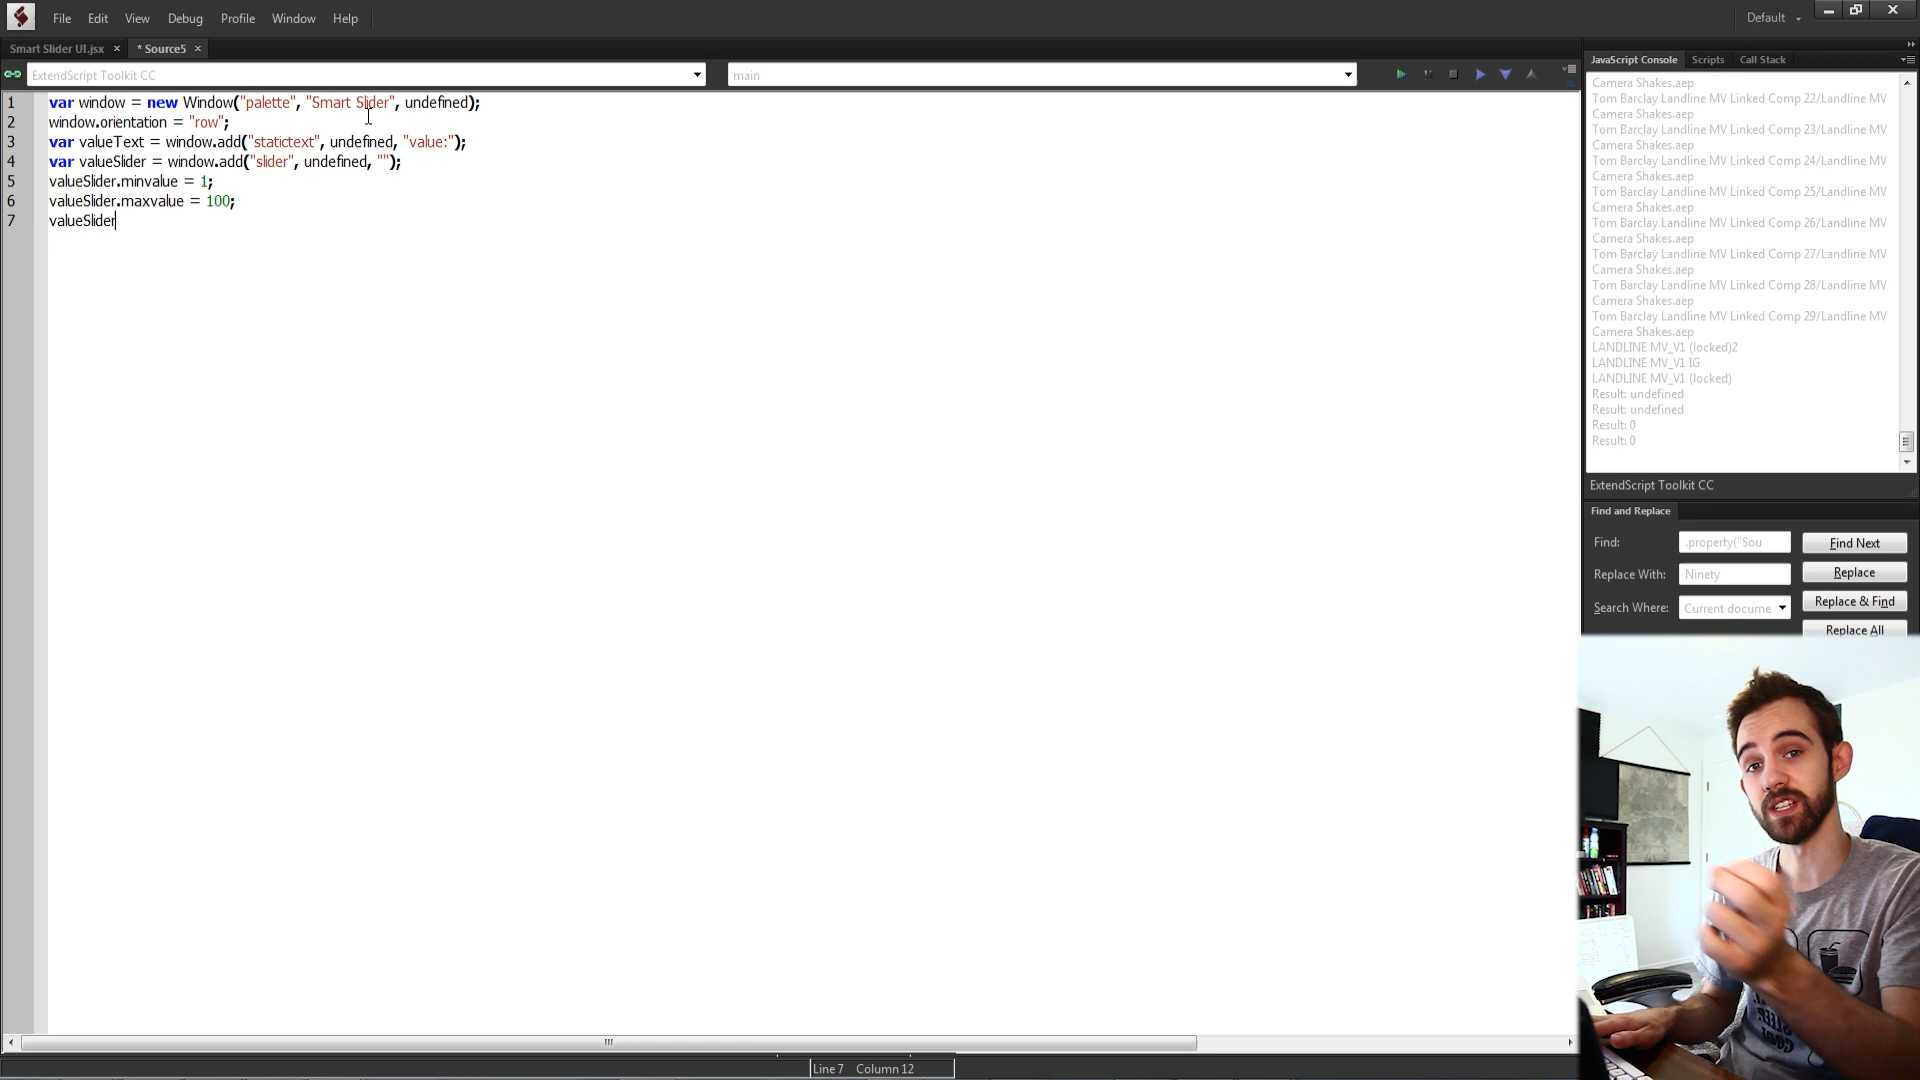 File Edit View Debug Profile Window Help
Default
Smart Slider UI.jsx × * Source5 ×
JavaScript Console Scripts Call Stack
ExtendScript Toolkit CC
main
1 var window = new Window("palette", "Smart Slider", undefined);
2 window.orientation = "row";
3 var valueText = window.add("statictext", undefined, "value:");
4 var valueSlider = window.add("slider", undefined, "");
5 valueSlider.minvalue = 1;
6 valueSlider.maxvalue = 100;
7 valueSlider
Camera Shakes.aep
Tom Barclay Landline MV Linked Comp 22/Landline MV
Camera Shakes.aep
Tom Barclay Landline MV Linked Comp 23/Landline MV
Camera Shakes.aep
Tom Barclay Landline MV Linked Comp 24/Landline MV
Camera Shakes.aep
Tom Barclay Landline MV Linked Comp 25/Landline MV
Camera Shakes.aep
Tom Barclay Landline MV Linked Comp 26/Landline MV
Camera Shakes.aep
Tom Barclay Landline MV Linked Comp 27/Landline MV
Camera Shakes.aep
Tom Barclay Landline MV Linked Comp 28/Landline MV
Camera Shakes.aep
Tom Barclay Landline MV Linked Comp 29/Landline MV
Camera Shakes.aep
LANDLINE MV_V1 (locked)2
LANDLINE MV_V1 IG
LANDLINE MV_V1 (locked)
Result: undefined
Result: undefined
Result: 0
Result: 0
ExtendScript Toolkit CC
Find and Replace
Find: .property("Sou Find Next
Replace With: Ninety Replace
Search Where: Current docume Replace & Find
Replace All
Line 7 Column 12